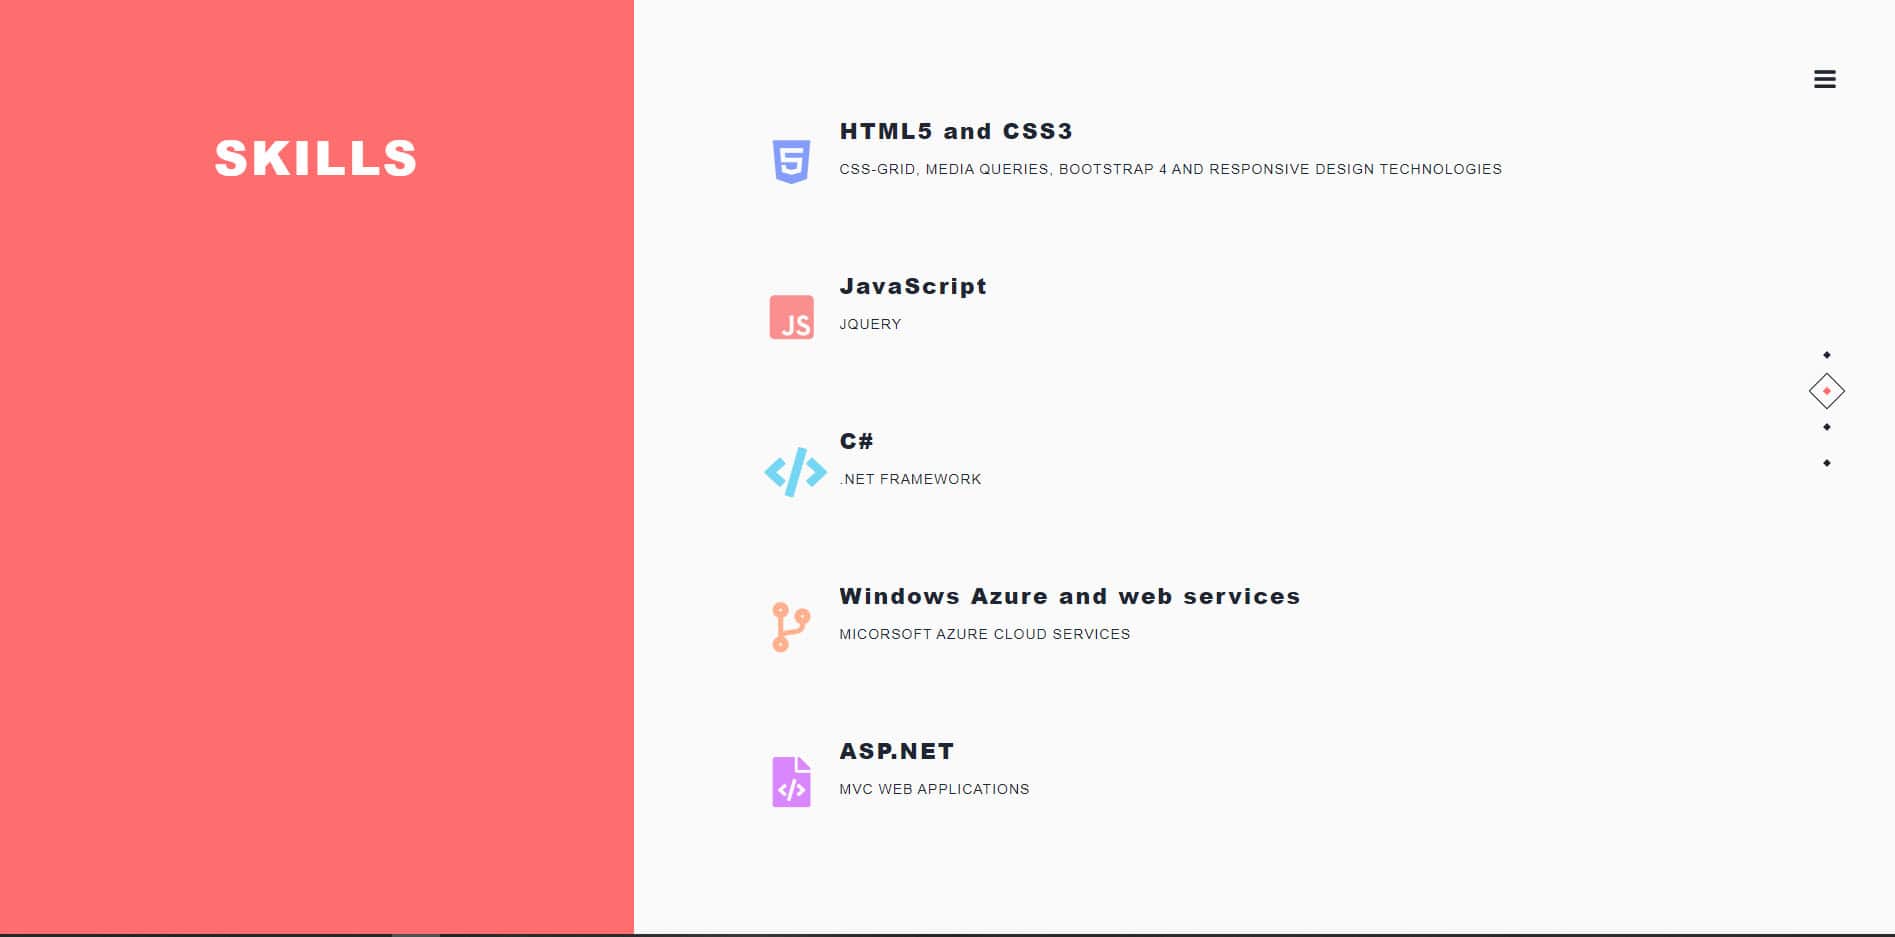 SKILLS
HTML5 and CSS3
5
CSS-GRID, MEDIA QUERIES, BOOTSTRAP 4 AND RESPONSIVE DESIGN TECHNOLOGIES
JavaScript
JS
JQUERY
C#
</>
.NET FRAMEWORK
Windows Azure and web services
MICORSOFT AZURE CLOUD SERVICES
ASP.NET
</>
MVC WEB APPLICATIONS